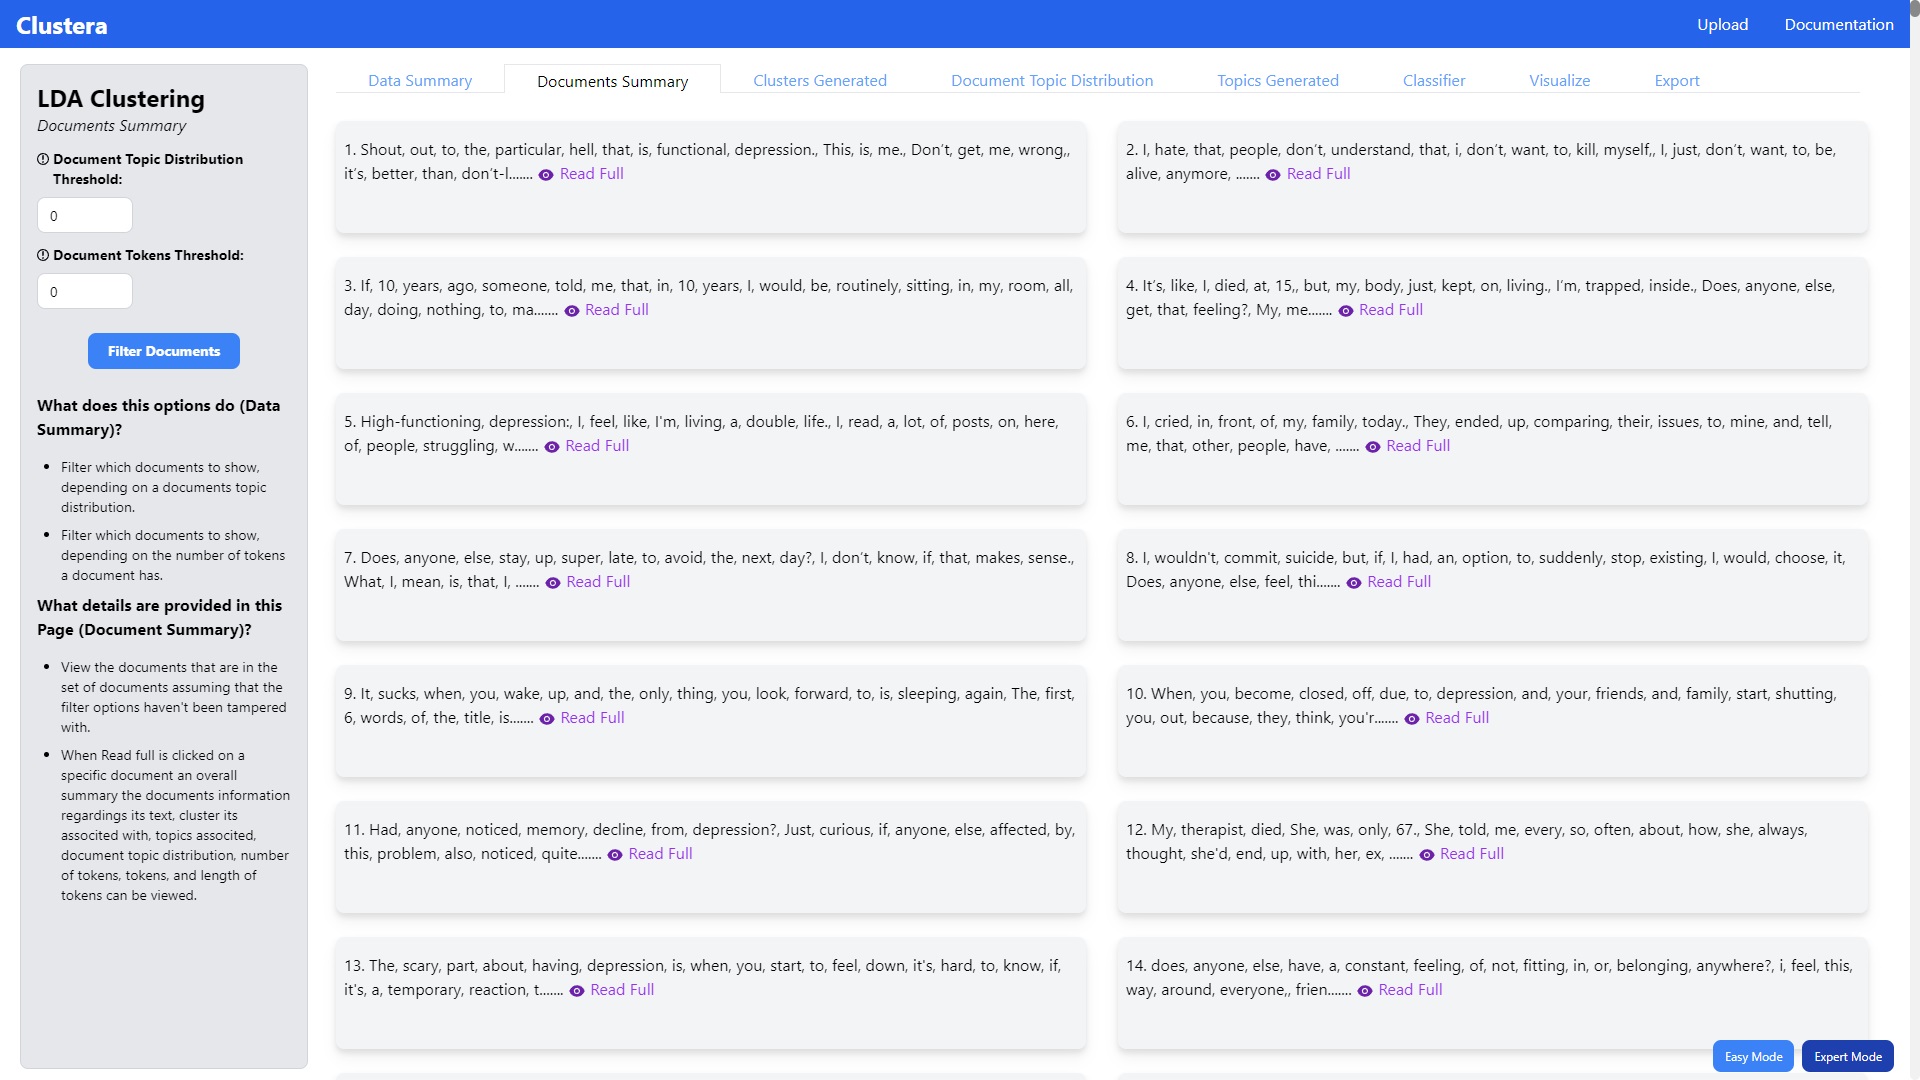 Clustera
Upload
Documentation
LDA Clustering
Documents Summary
Document Topic Distribution
Threshold:
0
Document Tokens Threshold:
0
Filter Documents
What does this options do (Data
Summary)?
Filter which documents to show,
depending on a documents topic
distribution.
Filter which documents to show,
depending on the number of tokens
a document has.
What details are provided in this
Page (Document Summary)?
View the documents that are in the
set of documents assuming that the
filter options haven't been tampered
with.
When Read full is clicked on a
specific document an overall
summary the documents information
regardings its text, cluster its
associted with, topics associted,
document topic distribution, number
of tokens, tokens, and length of
tokens can be viewed.
Data Summary
Documents Summary
Clusters Generated
Document Topic Distribution
Topics Generated
Classifier
Visualize
Export
1. Shout, out, to, the, particular, hell, that, is, functional, depression., This, is, me., Don’t, get, me, wrong,,
it’s, better, than, don’t-l....... Read Full
2. I, hate, that, people, don’t, understand, that, i, don’t, want, to, kill, myself,, I, just, don’t, want, to, be,
alive, anymore, ....... Read Full
3. If, 10, years, ago, someone, told, me, that, in, 10, years, I, would, be, routinely, sitting, in, my, room, all,
day, doing, nothing, to, ma....... Read Full
4. It’s, like, I, died, at, 15,, but, my, body, just, kept, on, living., I’m, trapped, inside., Does, anyone, else,
get, that, feeling?, My, me....... Read Full
5. High-functioning, depression:, I, feel, like, I'm, living, a, double, life., I, read, a, lot, of, posts, on, here,
of, people, struggling, w....... Read Full
6. I, cried, in, front, of, my, family, today., They, ended, up, comparing, their, issues, to, mine, and, tell,
me, that, other, people, have, ....... Read Full
7. Does, anyone, else, stay, up, super, late, to, avoid, the, next, day?, I, don’t, know, if, that, makes, sense.,
What, I, mean, is, that, I, ....... Read Full
8. I, wouldn't, commit, suicide, but, if, I, had, an, option, to, suddenly, stop, existing, I, would, choose, it,
Does, anyone, else, feel, thi....... Read Full
9. It, sucks, when, you, wake, up, and, the, only, thing, you, look, forward, to, is, sleeping, again, The, first,
6, words, of, the, title, is....... Read Full
10. When, you, become, closed, off, due, to, depression, and, your, friends, and, family, start, shutting,
you, out, because, they, think, you'r....... Read Full
11. Had, anyone, noticed, memory, decline, from, depression?, Just, curious, if, anyone, else, affected, by,
this, problem, also, noticed, quite....... Read Full
12. My, therapist, died, She, was, only, 67., She, told, me, every, so, often, about, how, she, always,
thought, she'd, end, up, with, her, ex, ....... Read Full
13. The, scary, part, about, having, depression, is, when, you, start, to, feel, down, it's, hard, to, know, if,
it's, a, temporary, reaction, t....... Read Full
14. does, anyone, else, have, a, constant, feeling, of, not, fitting, in, or, belonging, anywhere?, i, feel, this,
way, around, everyone,, frien....... Read Full
Easy Mode
Expert Mode